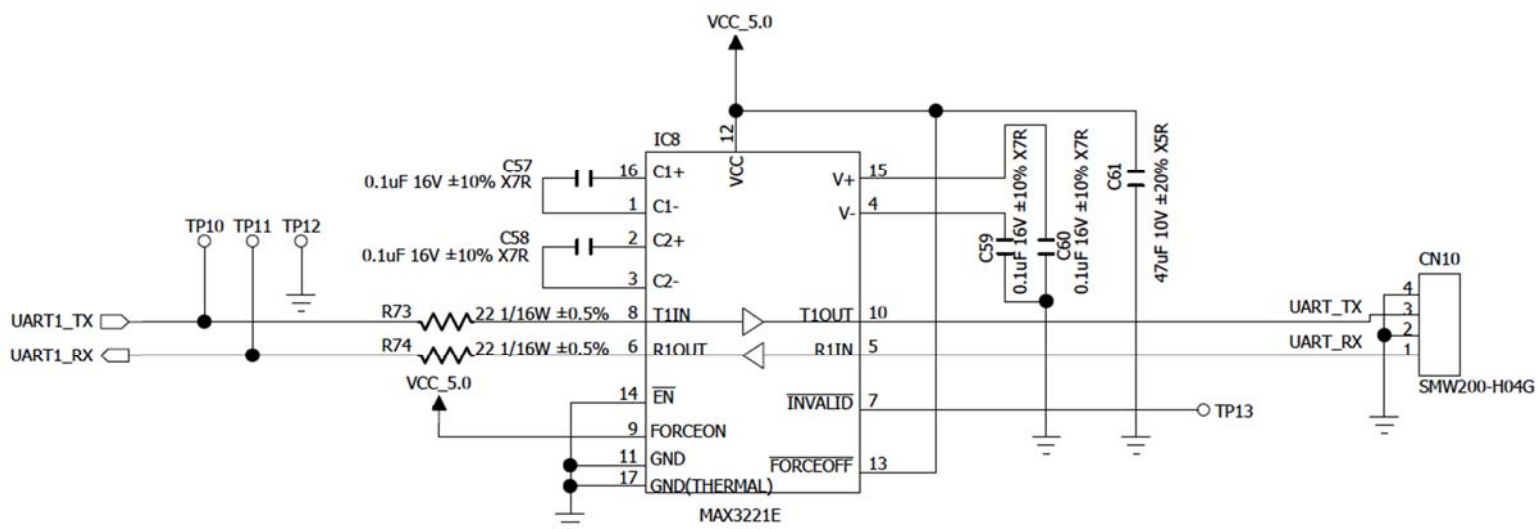 VCC_5.0
IC8
12
VCC
C57
0.1uF 16V ±10% X7R
16
C1+
1
C1-
C58
0.1uF 16V ±10% X7R
2
C2+
3
C2-
V+
15
V-
4
C59
0.1uF 16V ±10% X7R
C60
0.1uF 16V ±10% X7R
C61
47uF 10V ±20% X5R
TP10
TP11
TP12
UART1_TX
R73
22 1/16W ±0.5%
8
T1IN
T1OUT
10
UART_TX
UART1_RX
R74
22 1/16W ±0.5%
6
R1OUT
R1IN
5
UART_RX
CN10
4
3
2
1
SMW200-H04G
VCC_5.0
14
EN
9
FORCEON
11
GND
17
GND(THERMAL)
INVALID
7
TP13
FORCEOFF
13
MAX3221E